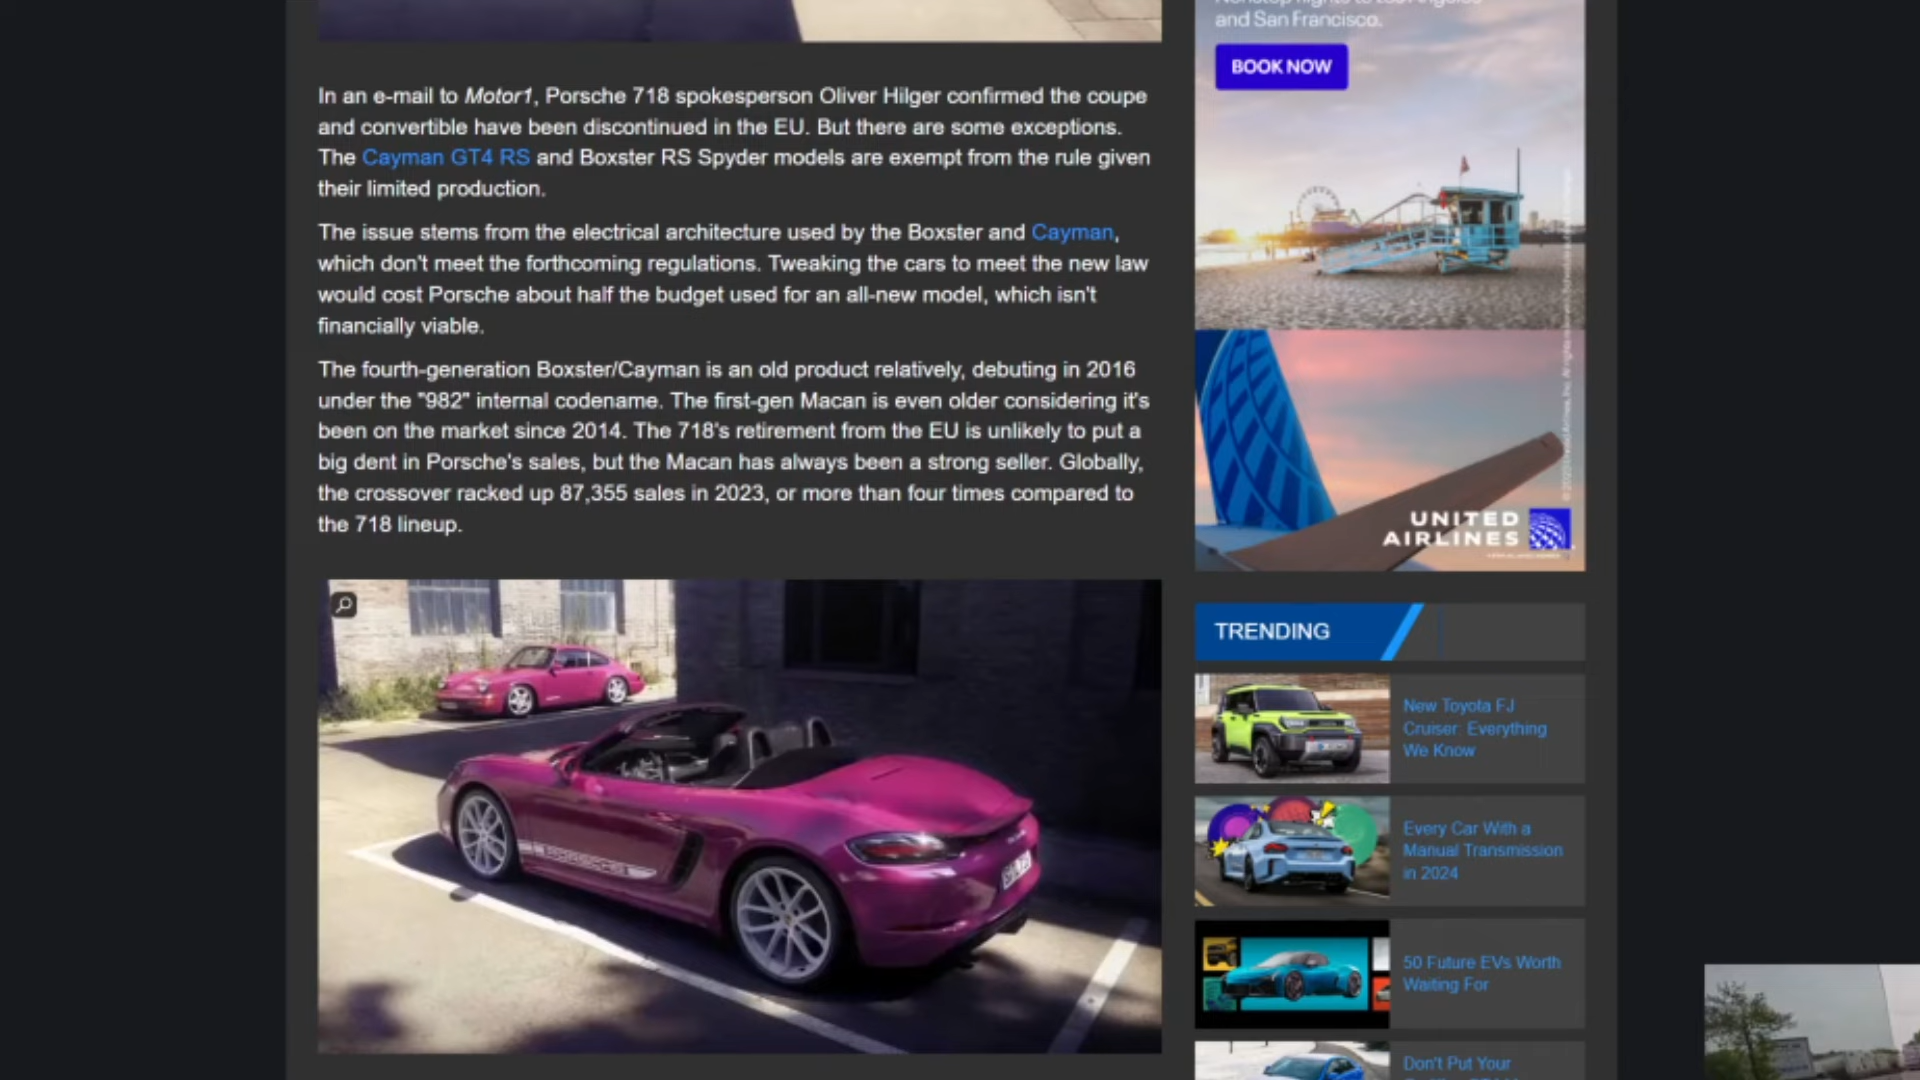 and San Francisco.
BOOK NOW
In an e-mail to Motor1, Porsche 718 spokesperson Oliver Hilger confirmed the coupe
and convertible have been discontinued in the EU. But there are some exceptions.
The Cayman GT4 RS and Boxster RS Spyder models are exempt from the rule given
their limited production.
The issue stems from the electrical architecture used by the Boxster and Cayman,
which don't meet the forthcoming regulations. Tweaking the cars to meet the new law
would cost Porsche about half the budget used for an all-new model, which isn't
financially viable.
The fourth-generation Boxster/Cayman is an old product relatively, debuting in 2016
under the "982" internal codename. The first-gen Macan is even older considering it's
been on the market since 2014. The 718's retirement from the EU is unlikely to put a
big dent in Porsche's sales, but the Macan has always been a strong seller. Globally,
the crossover racked up 87,355 sales in 2023, or more than four times compared to
the 718 lineup.
UNITED
AIRLINES
PORSCHE
TRENDING
New Toyota FJ
Cruiser: Everything
We Know
Every Car With a
Manual Transmission
in 2024
50 Future EVs Worth
Waiting For
Don't Put Your